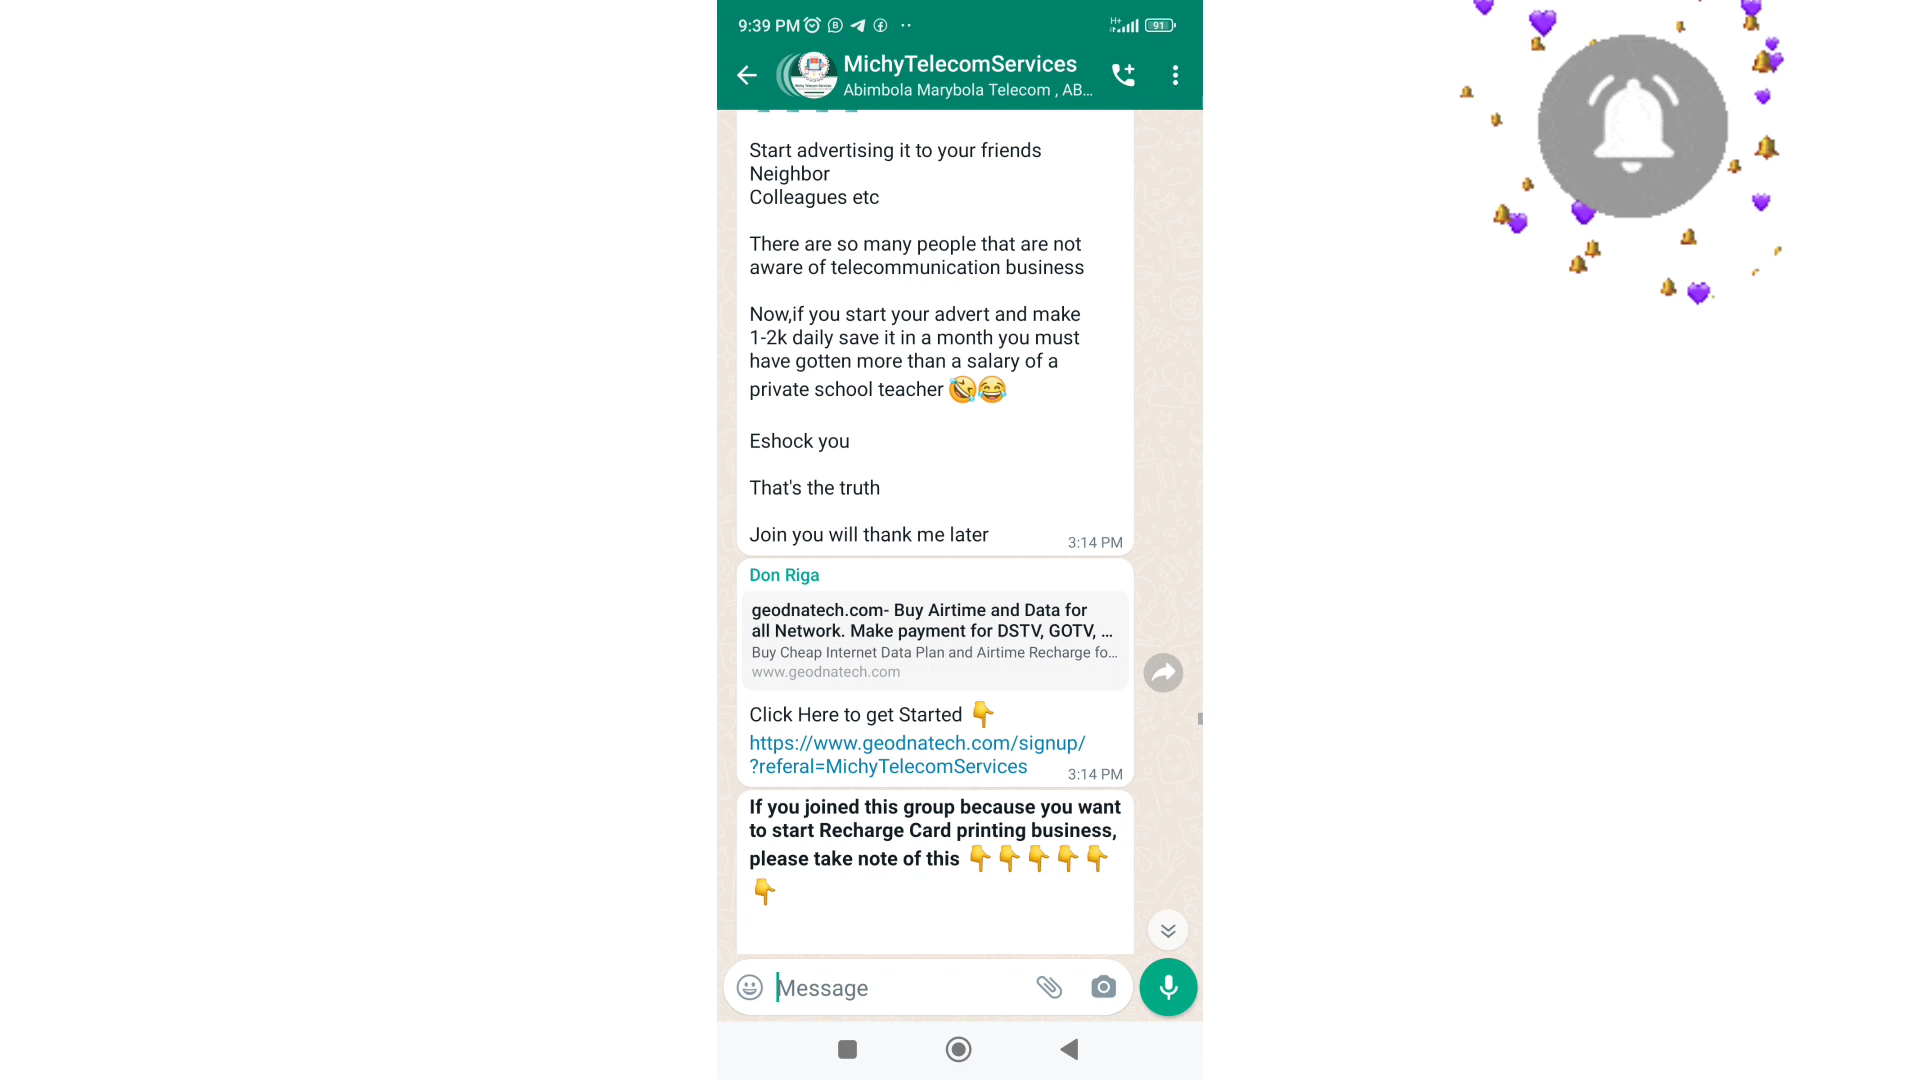 9:39 PM
H+
91
MichyTelecomServices
Abimbola Marybola Telecom , AB...
Start advertising it to your friends
Neighbor
Colleagues etc
There are so many people that are not
aware of telecommunication business
Now,if you start your advert and make
1-2k daily save it in a month you must
have gotten more than a salary of a
private school teacher 🤣😂
Eshock you
That's the truth
Join you will thank me later
3:14 PM
Don Riga
geodnatech.com- Buy Airtime and Data for
all Network. Make payment for DSTV, GOTV, ...
Buy Cheap Internet Data Plan and Airtime Recharge fo...
www.geodnatech.com
Click Here to get Started 👇
https://www.geodnatech.com/signup/
?referal=MichyTelecomServices
3:14 PM
If you joined this group because you want
to start Recharge Card printing business,
please take note of this 👇👇👇👇👇
👇
Message